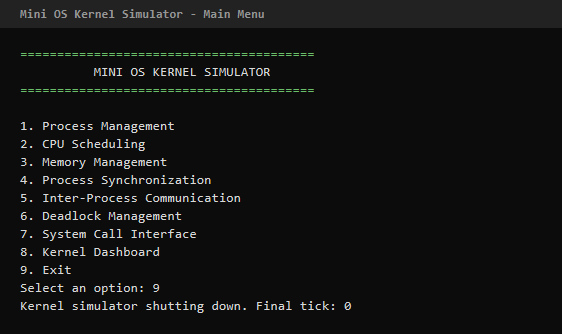 Mini OS Kernel Simulator - Main Menu
========================================
MINI OS KERNEL SIMULATOR
========================================
1. Process Management
2. CPU Scheduling
3. Memory Management
4. Process Synchronization
5. Inter-Process Communication
6. Deadlock Management
7. System Call Interface
8. Kernel Dashboard
9. Exit
Select an option: 9
Kernel simulator shutting down. Final tick: 0